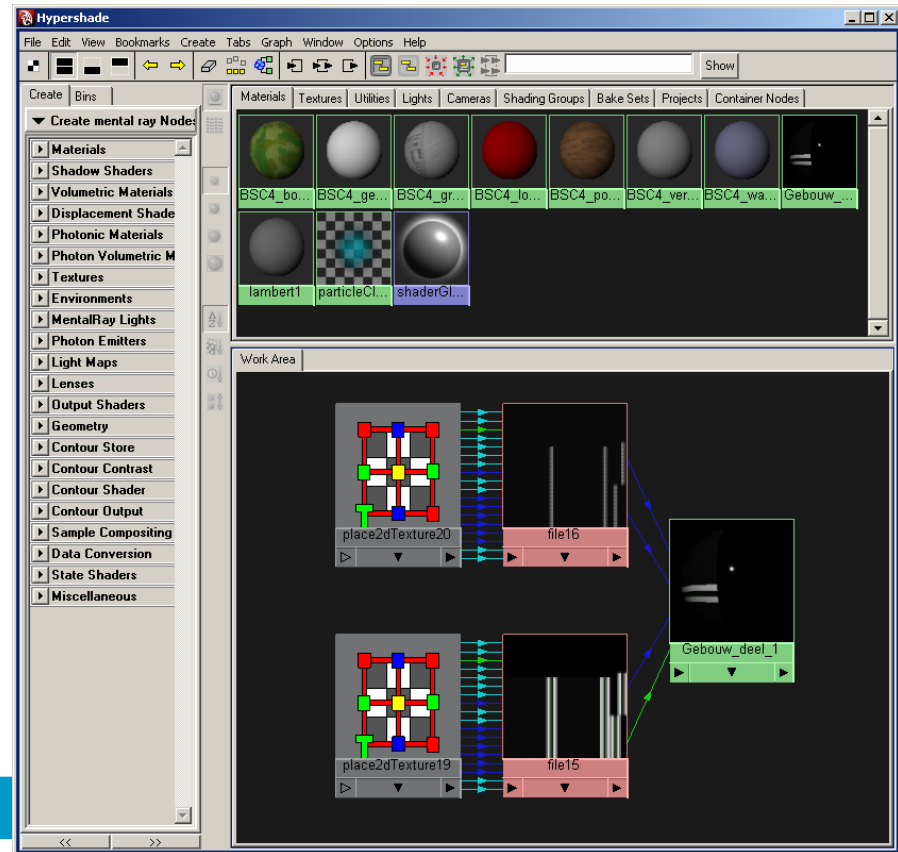 Hypershade
File Edit View Bookmarks Create Tabs Graph Window Options Help
Show
Create Bins
Create mental ray Nodes
Materials
Shadow Shaders
Volumetric Materials
Displacement Shade
Photonic Materials
Photon Volumetric M
Textures
Environments
MentalRay Lights
Photon Emitters
Light Maps
Lenses
Output Shaders
Geometry
Contour Store
Contour Contrast
Contour Shader
Contour Output
Sample Compositing
Data Conversion
State Shaders
Miscellaneous
<< >>
Materials Textures Utilities Lights Cameras Shading Groups Bake Sets Projects Container Nodes
BSC4_bo... BSC4_ge... BSC4_gr... BSC4_lo... BSC4_po... BSC4_ver... BSC4_wa... Gebouw_...
lambert1 particleCl... shaderGl...
Work Area
place2dTexture20 file16
Gebouw_deel_1
place2dTexture19 file15